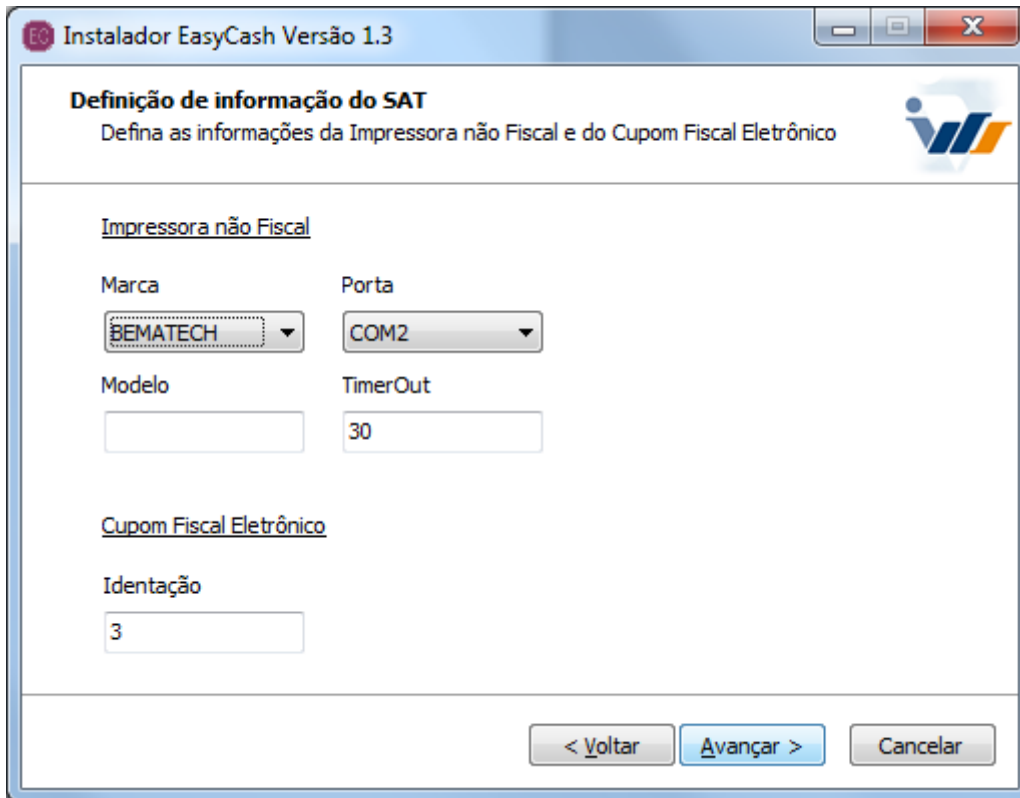 EC Instalador EasyCash Versão 1.3
Definição de informação do SAT
Defina as informações da Impressora não Fiscal e do Cupom Fiscal Eletrônico
Impressora não Fiscal
Marca Porta
BEMATECH COM2
Modelo TimerOut
30
Cupom Fiscal Eletrônico
Identação
3
< Voltar Avançar > Cancelar